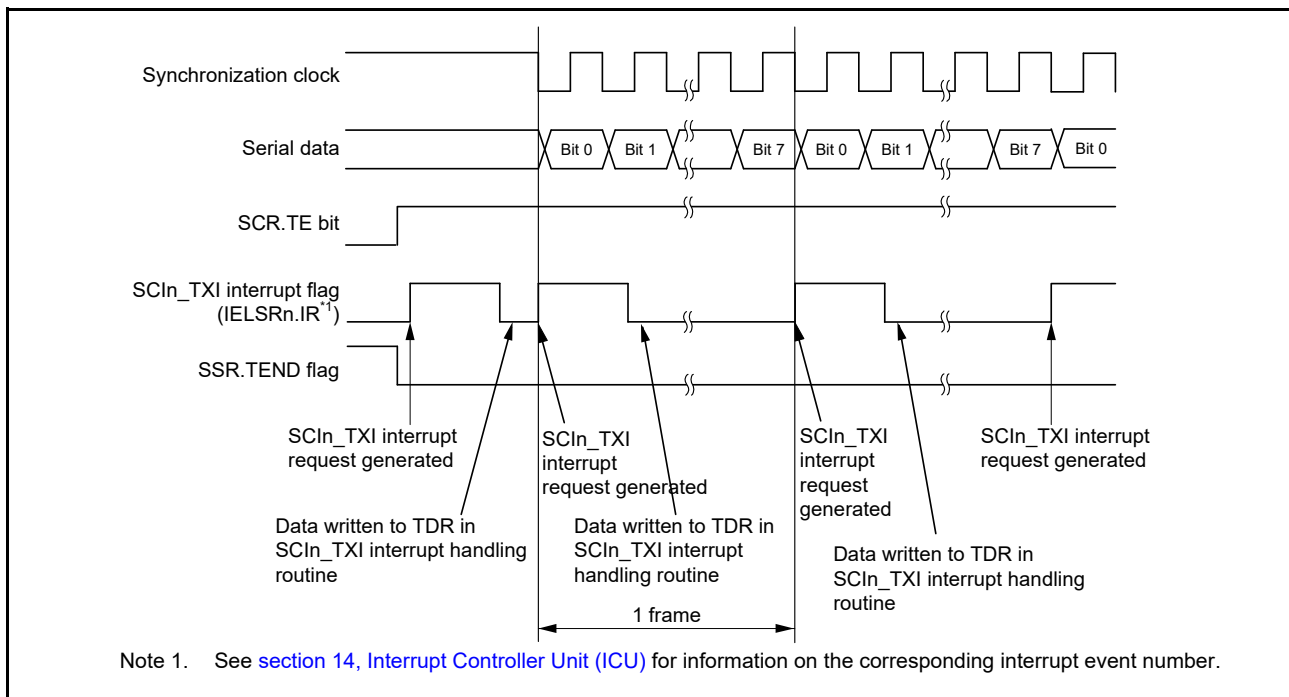 Synchronization clock
Serial data
Bit 0 Bit 1 Bit 7 Bit 0 Bit 1 Bit 7 Bit 0
SCR.TE bit
SCIn_TXI interrupt flag
(IELSRn.IR*1)
SSR.TEND flag
SCIn_TXI interrupt
request generated
SCIn_TXI
interrupt
request generated
SCIn_TXI
interrupt
request
generated
SCIn_TXI interrupt
request generated
Data written to TDR in
SCIn_TXI interrupt handling
routine
Data written to TDR in
SCIn_TXI interrupt
handling routine
Data written to TDR in
SCIn_TXI interrupt handling
routine
1 frame
Note 1. See section 14, Interrupt Controller Unit (ICU) for information on the corresponding interrupt event number.